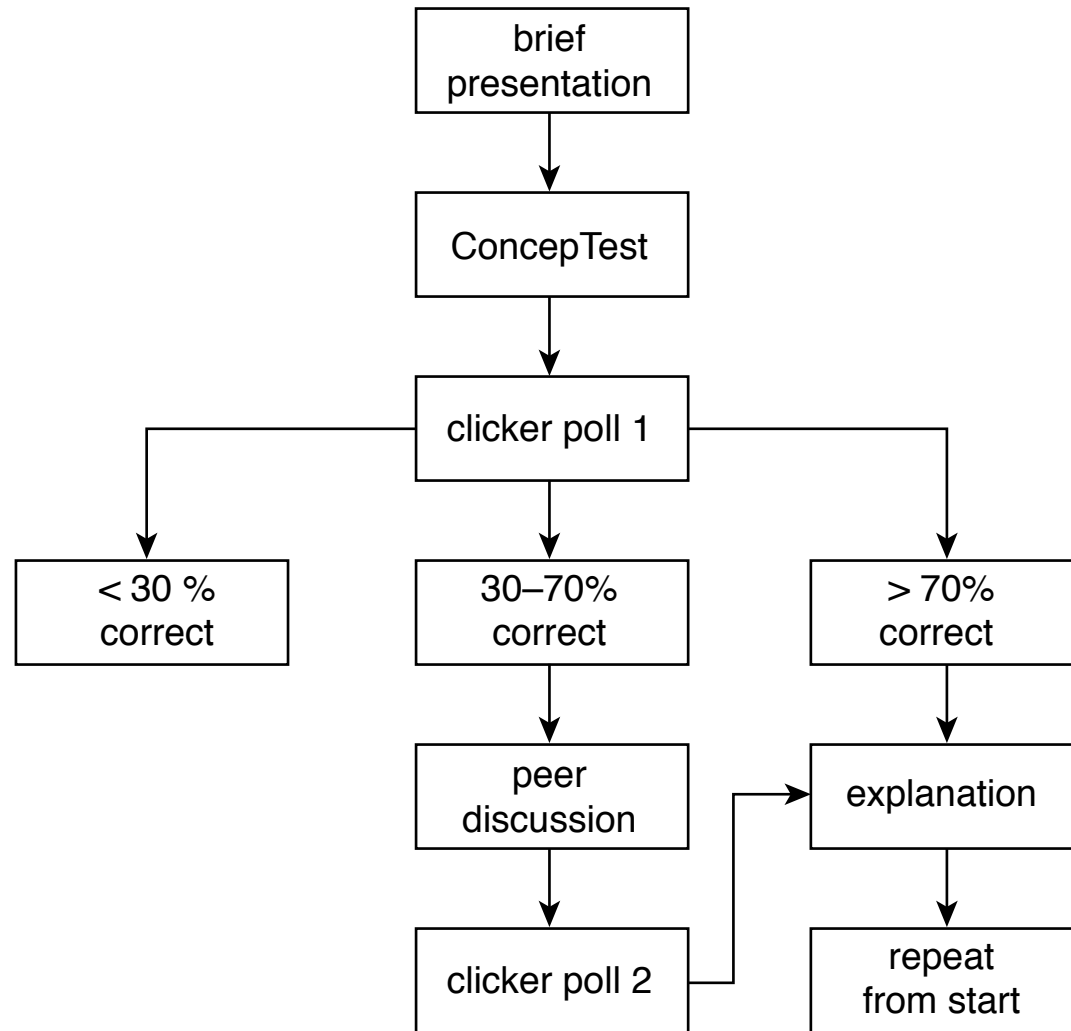 brief
presentation
ConcepTest
clicker poll 1
< 30 %
correct
30–70%
correct
> 70%
correct
peer
discussion
explanation
clicker poll 2
repeat
from start